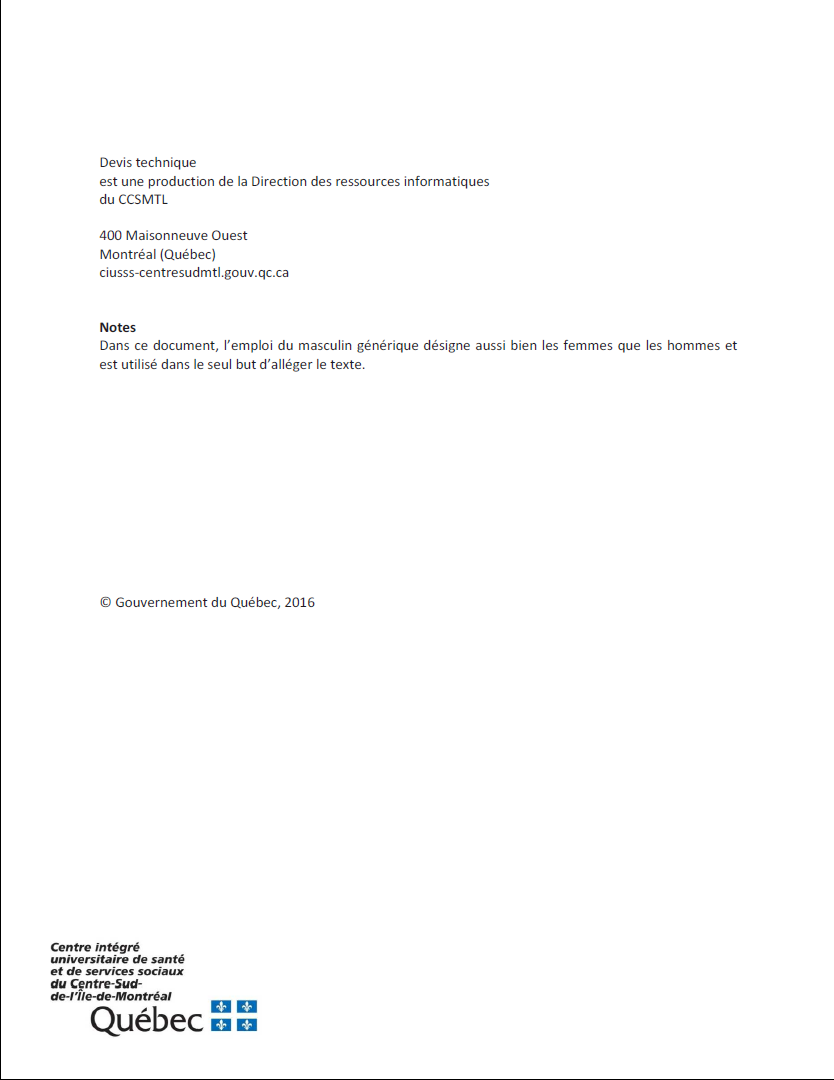 Devis technique
est une production de la Direction des ressources informatiques
du CCSMTL
400 Maisonneuve Ouest
Montréal (Québec)
ciusss-centresudmtl.gouv.qc.ca
Notes
Dans ce document, l’emploi du masculin générique désigne aussi bien les femmes que les hommes et
est utilisé dans le seul but d’alléger le texte.
© Gouvernement du Québec, 2016
Centre intégré
universitaire de santé
et de services sociaux
du Centre-Sud-
de-l’Île-de-Montréal
Québec